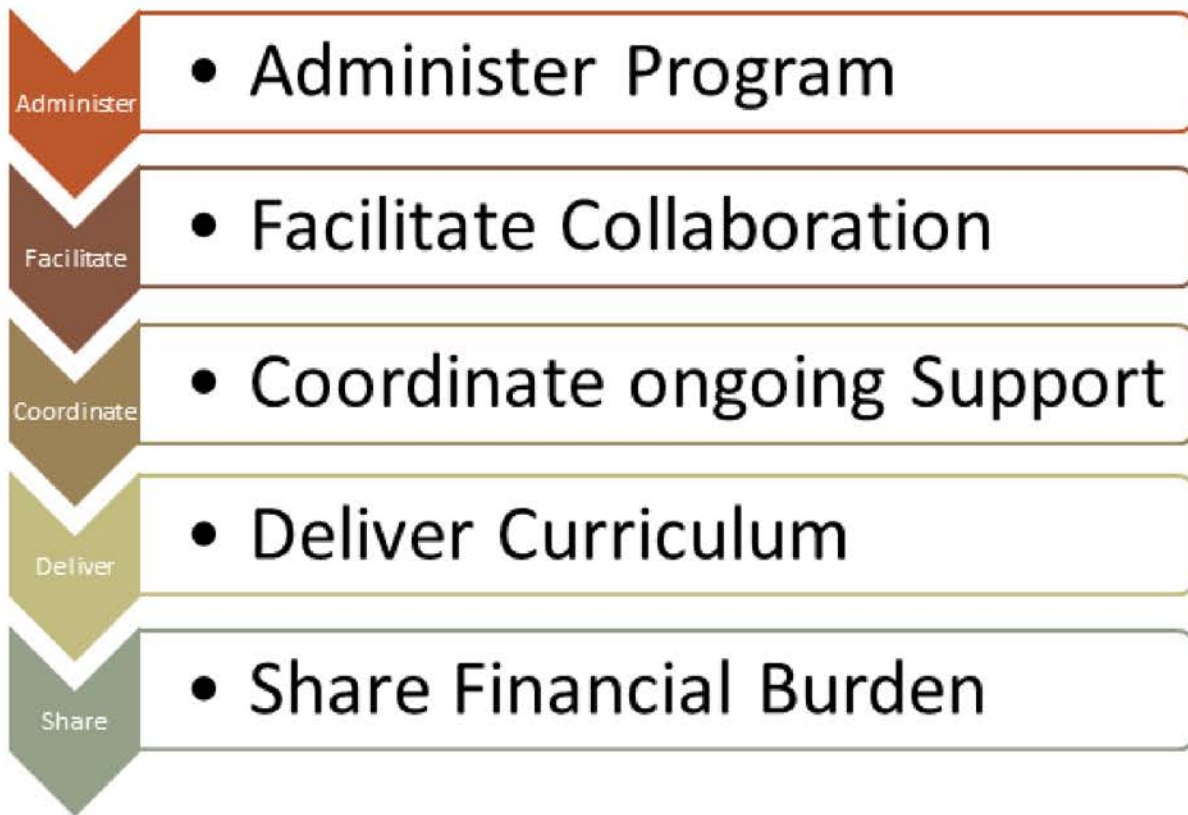 Administer
• Administer Program
Facilitate
• Facilitate Collaboration
Coordinate
• Coordinate ongoing Support
Deliver
• Deliver Curriculum
Share
• Share Financial Burden